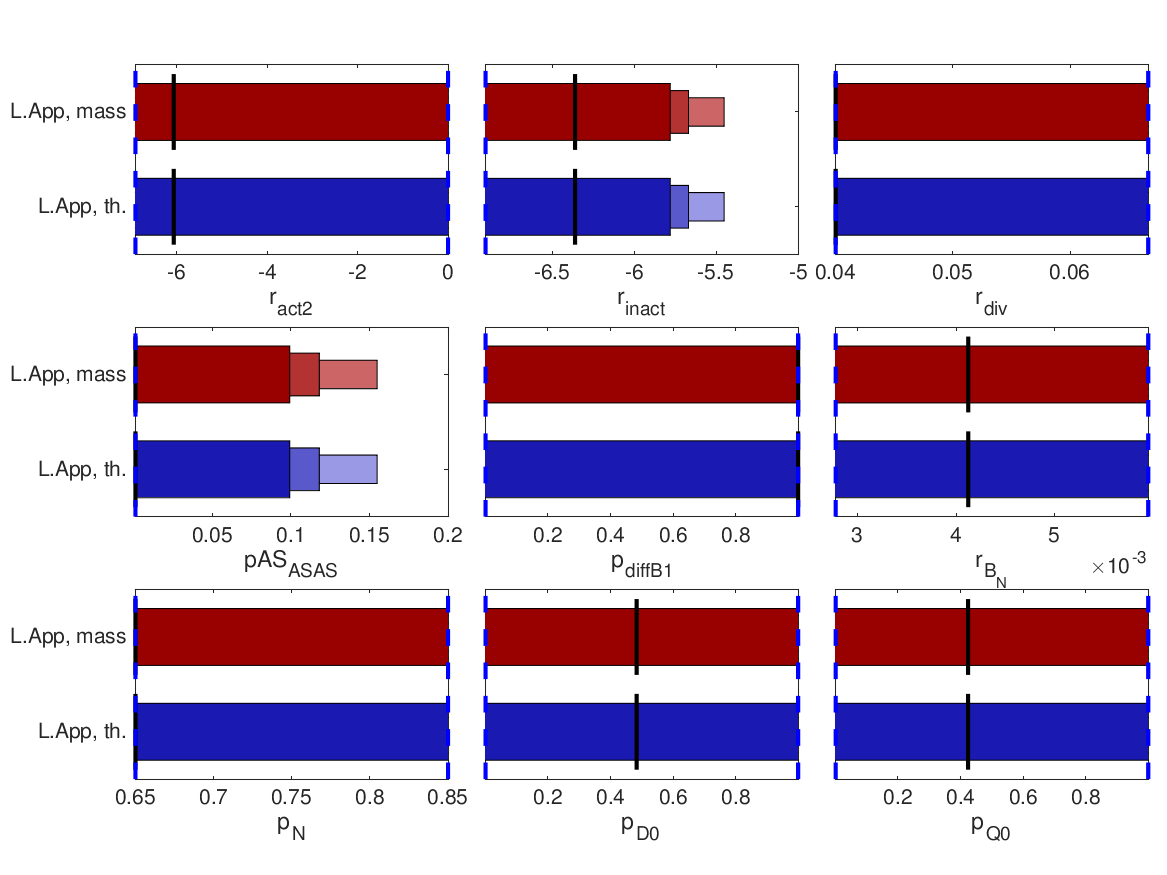 L.App, mass
L.App, th.
-6 -4 -2 0
r_act2
-6.5 -6 -5.5 -5
r_inact
0.04 0.05 0.06
r_div
L.App, mass
L.App, th.
0.05 0.1 0.15 0.2
pAS_ASAS
0.2 0.4 0.6 0.8
p_diffB1
3 4 5
×10^-3
r_B_N
L.App, mass
L.App, th.
0.65 0.7 0.75 0.8 0.85
p_N
0.2 0.4 0.6 0.8
p_D0
0.2 0.4 0.6 0.8
p_Q0